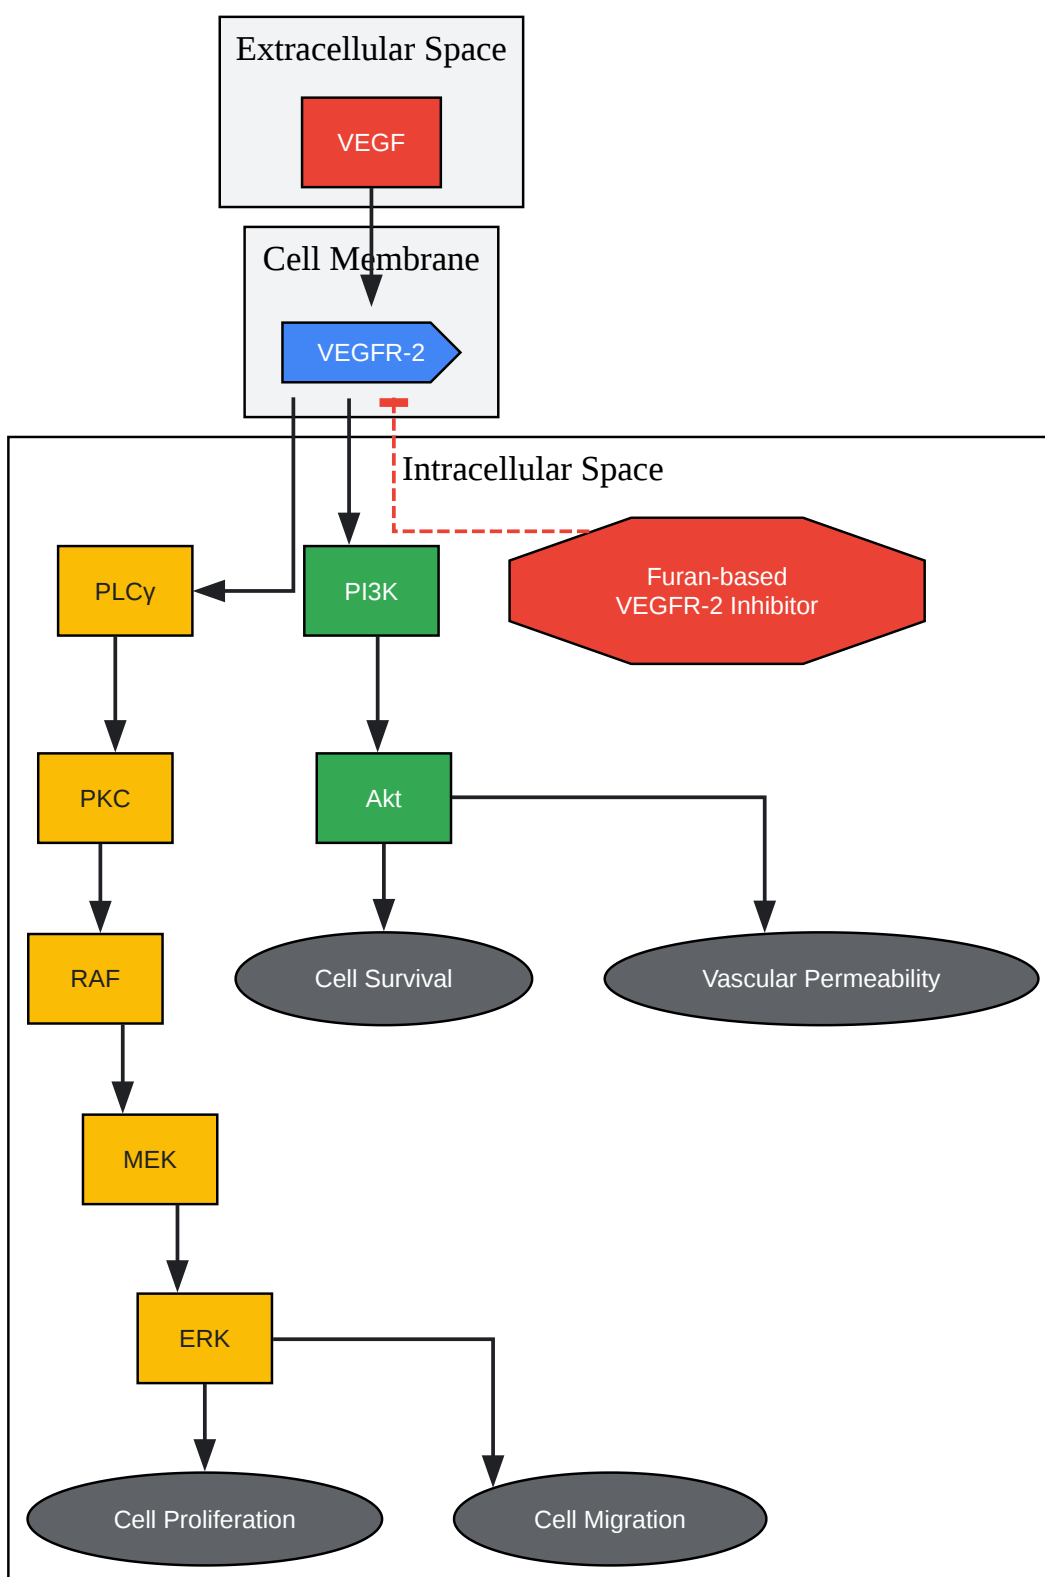 Extracellular Space
VEGF
Cell Membrane
VEGFR-2
Intracellular Space
PLCγ
PI3K
Furan-based
VEGFR-2 Inhibitor
PKC
Akt
RAF
Cell Survival
Vascular Permeability
MEK
ERK
Cell Proliferation
Cell Migration